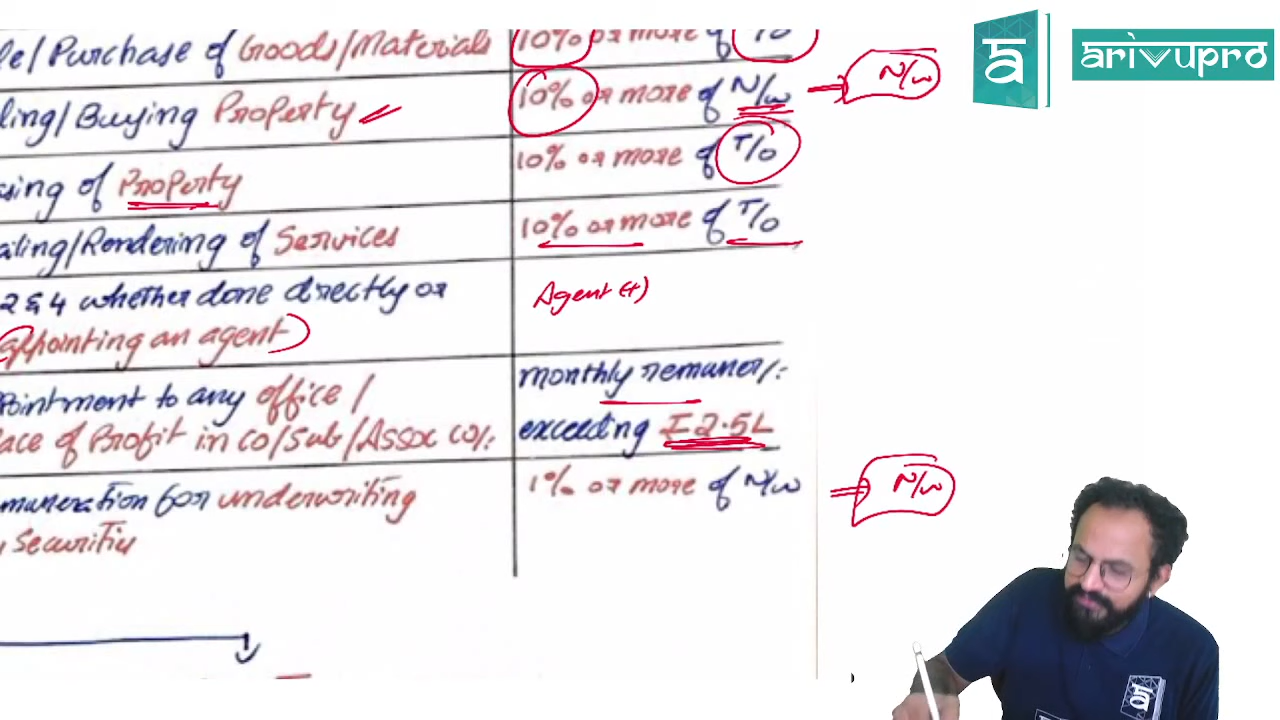 le/Purchase of Goods/Materials 10% or more of T/O
ling/Buying Property 10% or more of N/W N/W
sing of Property 10% or more of T/O
ailing/Rendering of Services 10% or more of T/O
2 & 4 whether done directly or Agent (+)
appointing an agent
pointment to any office / monthly remuner/:
lace of Profit in co/sub/Assoc co/: exceeding ₹2.5L
muneration for underwriting 1% or more of N/W N/W
securities
ā arivupro